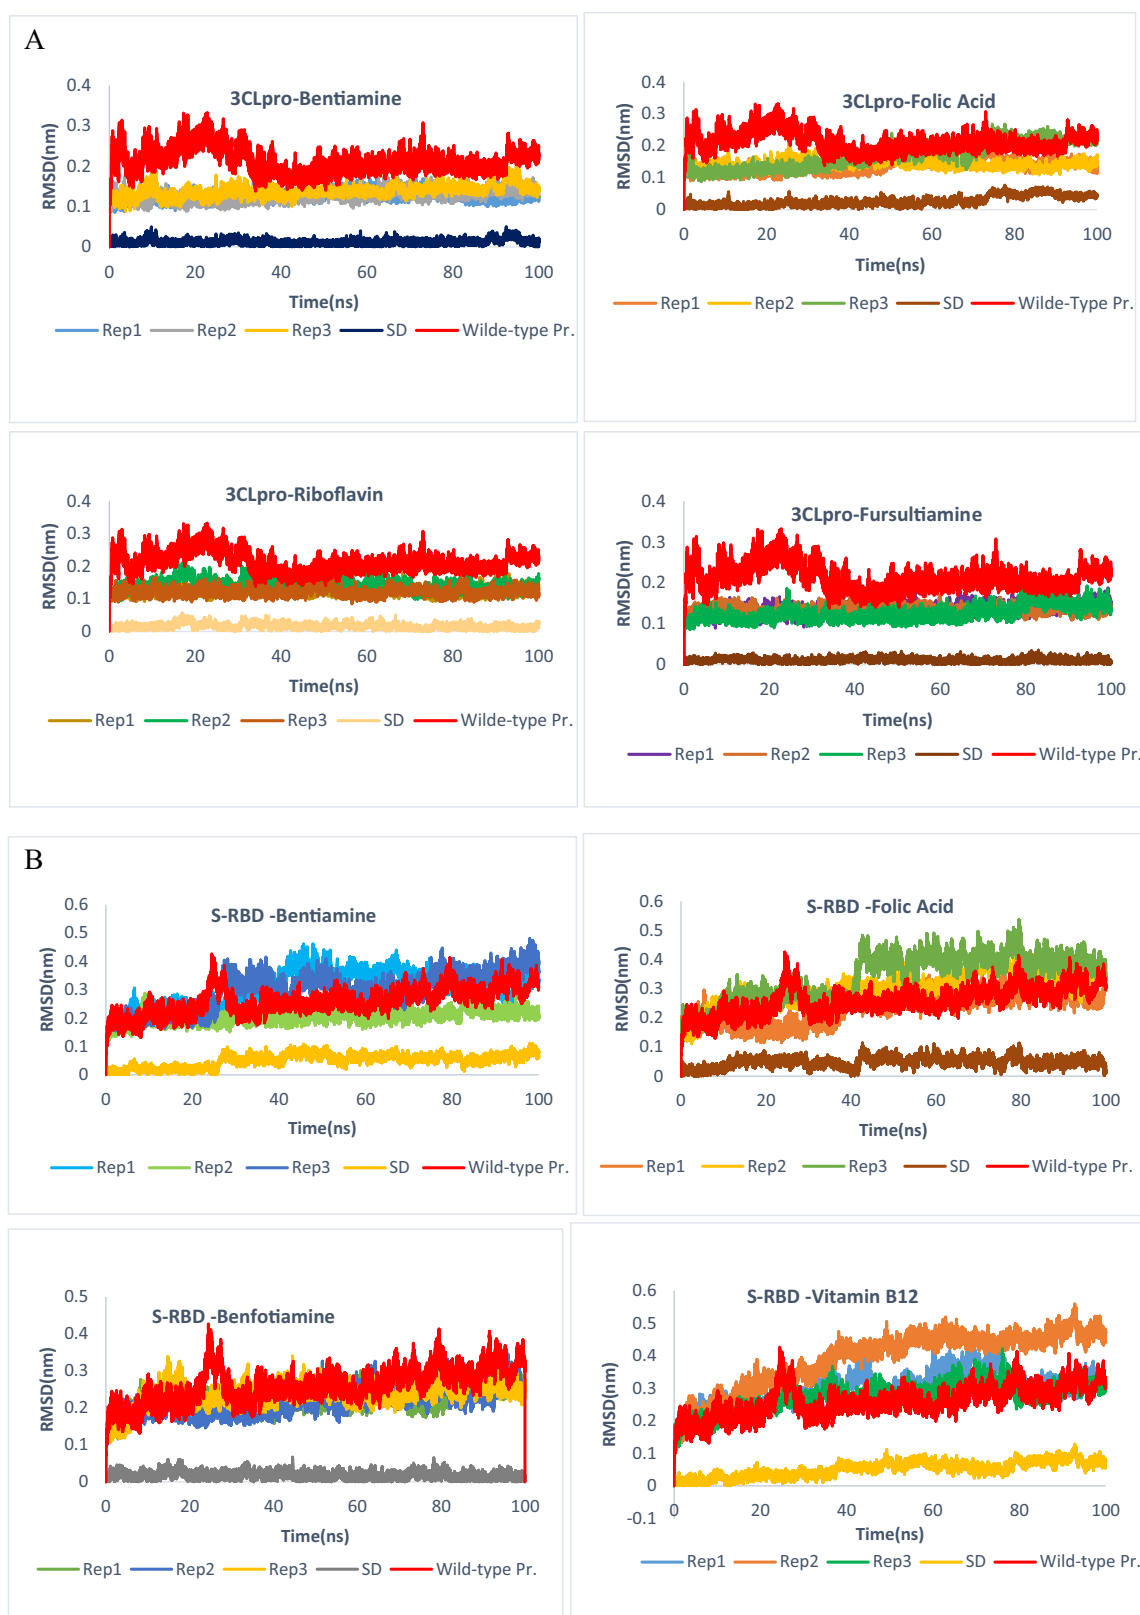 A
3CLpro-Bentiamine
RMSD(nm)
0.4
0.3
0.2
0.1
0
0 20 40 60 80 100
Time(ns)
Rep1 Rep2 Rep3 SD Wilde-type Pr.
3CLpro-Folic Acid
RMSD(nm)
0.4
0.3
0.2
0.1
0
0 20 40 60 80 100
Time(ns)
Rep1 Rep2 Rep3 SD Wilde-Type Pr.
3CLpro-Riboflavin
RMSD(nm)
0.4
0.3
0.2
0.1
0
0 20 40 60 80 100
Time(ns)
Rep1 Rep2 Rep3 SD Wilde-type Pr.
3CLpro-Fursultiamine
RMSD(nm)
0.4
0.3
0.2
0.1
0
0 20 40 60 80 100
Time(ns)
Rep1 Rep2 Rep3 SD Wild-type Pr.
B
S-RBD -Bentiamine
RMSD(nm)
0.6
0.5
0.4
0.3
0.2
0.1
0
0 20 40 60 80 100
Time(ns)
Rep1 Rep2 Rep3 SD Wild-type Pr.
S-RBD -Folic Acid
RMSD(nm)
0.6
0.5
0.4
0.3
0.2
0.1
0
0 20 40 60 80 100
Time(ns)
Rep1 Rep2 Rep3 SD Wild-type Pr.
S-RBD -Benfotiamine
RMSD(nm)
0.5
0.4
0.3
0.2
0.1
0
0 20 40 60 80 100
Time(ns)
Rep1 Rep2 Rep3 SD Wild-type Pr.
S-RBD -Vitamin B12
RMSD(nm)
0.6
0.5
0.4
0.3
0.2
0.1
0
-0.1
0 20 40 60 80 100
Time(ns)
Rep1 Rep2 Rep3 SD Wild-type Pr.